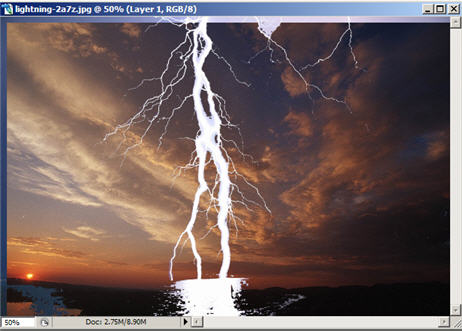 lightning-2a7z.jpg @ 50% (Layer 1, RGB/8)
50%
Doc: 2.75M/8.90M